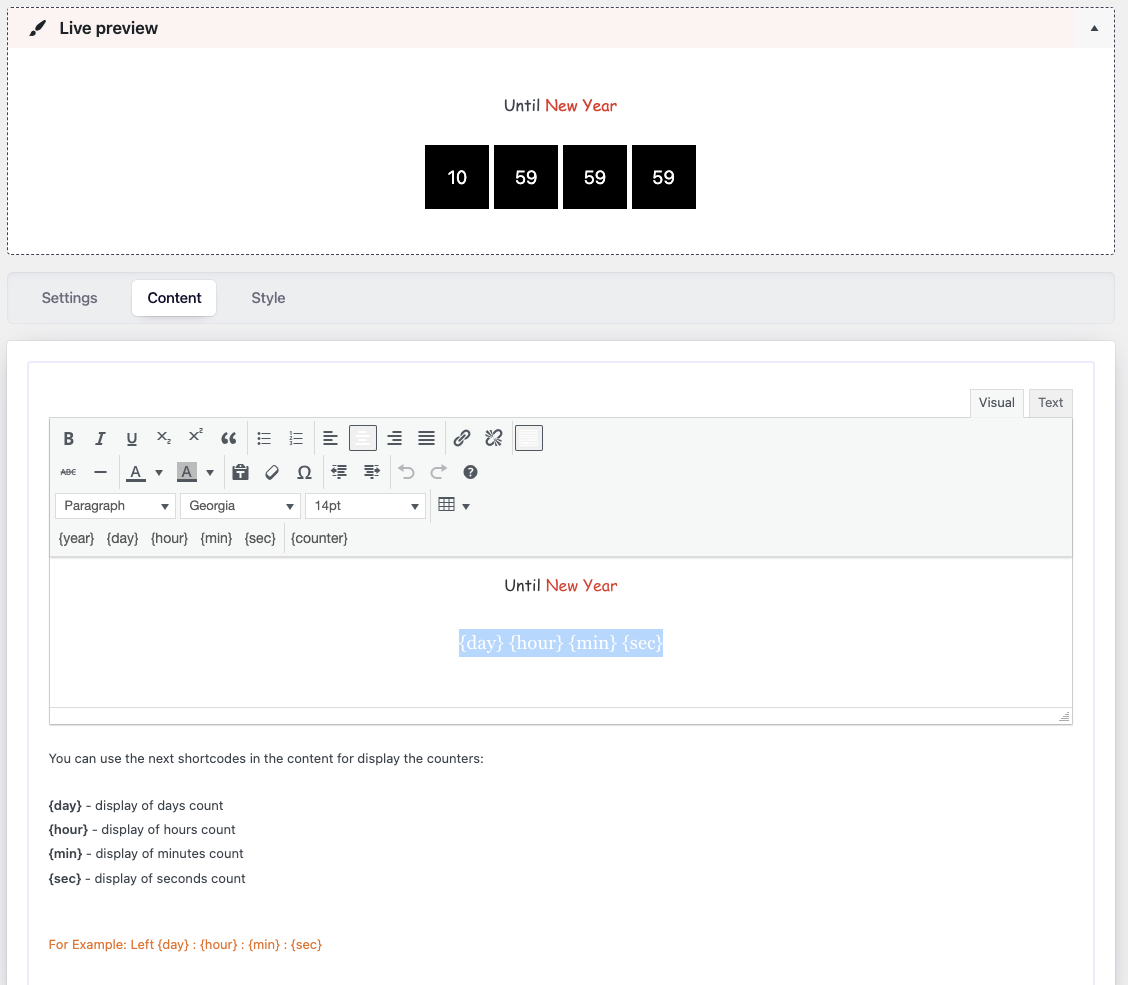 Live preview
Until New Year
10 59 59 59
Settings Content Style
Visual Text
B I U X₂ X²
ABC A A Ω
Paragraph Georgia 14pt
{year} {day} {hour} {min} {sec} {counter}
Until New Year
{day} {hour} {min} {sec}
You can use the next shortcodes in the content for display the counters:
{day} - display of days count
{hour} - display of hours count
{min} - display of minutes count
{sec} - display of seconds count
For Example: Left {day} : {hour} : {min} : {sec}